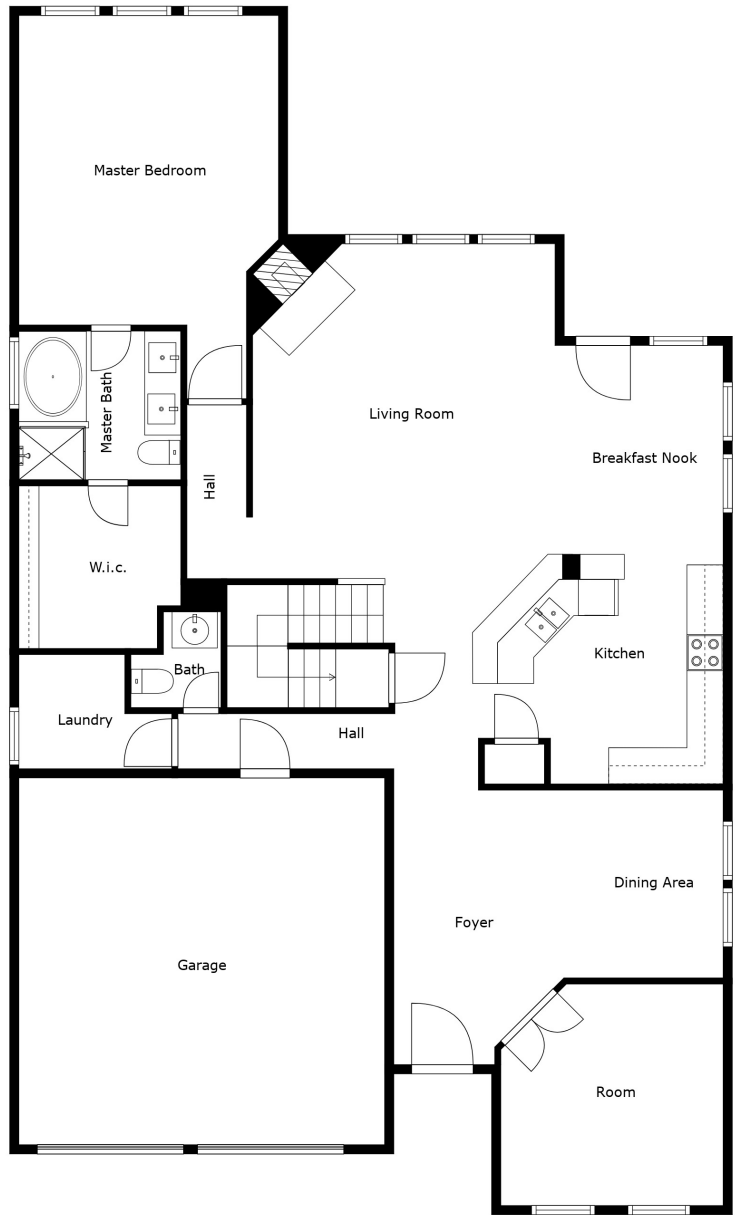 Master Bedroom
Living Room
Master Bath
Breakfast Nook
Hall
W.i.c.
Kitchen
Bath
Laundry
Hall
Dining Area
Foyer
Garage
Room